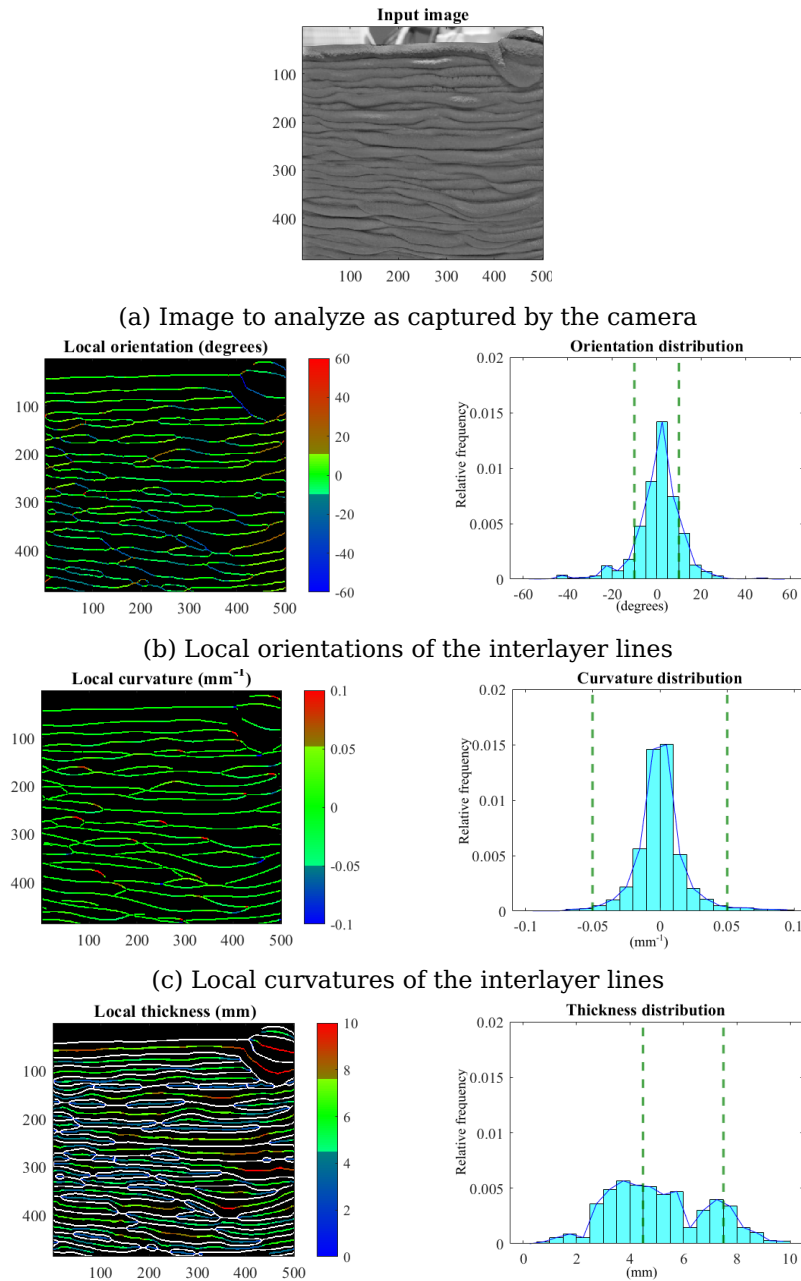 Input image
100
200
300
400
100 200 300 400 500
(a) Image to analyze as captured by the camera
Local orientation (degrees)
100
200
300
400
100 200 300 400 500
60
40
20
0
-20
-40
-60
Orientation distribution
Relative frequency
0.02
0.015
0.01
0.005
0
-60 -40 -20 0 20 40 60
(degrees)
(b) Local orientations of the interlayer lines
Local curvature (mm⁻¹)
100
200
300
400
100 200 300 400 500
0.1
0.05
0
-0.05
-0.1
Curvature distribution
Relative frequency
0.02
0.015
0.01
0.005
0
-0.1 -0.05 0 0.05 0.1
(mm⁻¹)
(c) Local curvatures of the interlayer lines
Local thickness (mm)
100
200
300
400
100 200 300 400 500
10
8
6
4
2
0
Thickness distribution
Relative frequency
0.02
0.015
0.01
0.005
0
0 2 4 6 8 10
(mm)